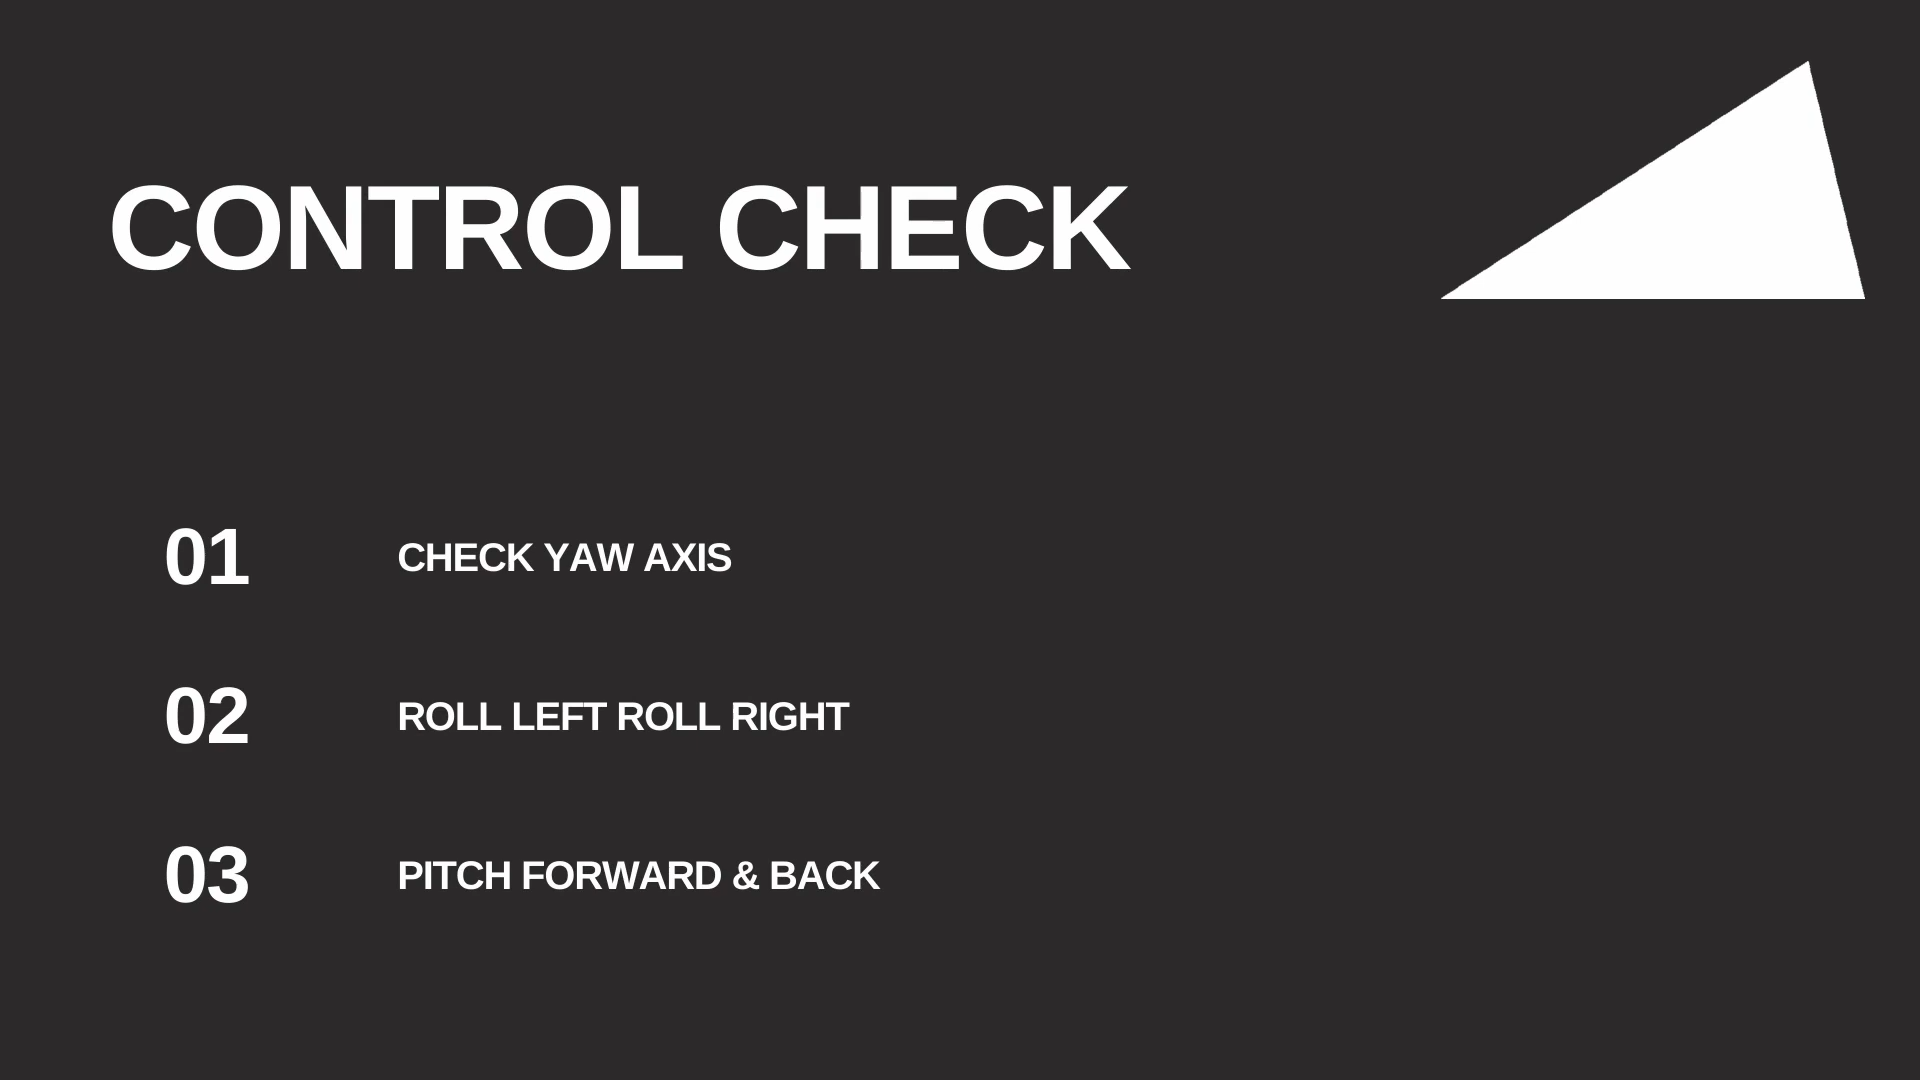 CONTROL CHECK
01 CHECK YAW AXIS
02 ROLL LEFT ROLL RIGHT
03 PITCH FORWARD & BACK